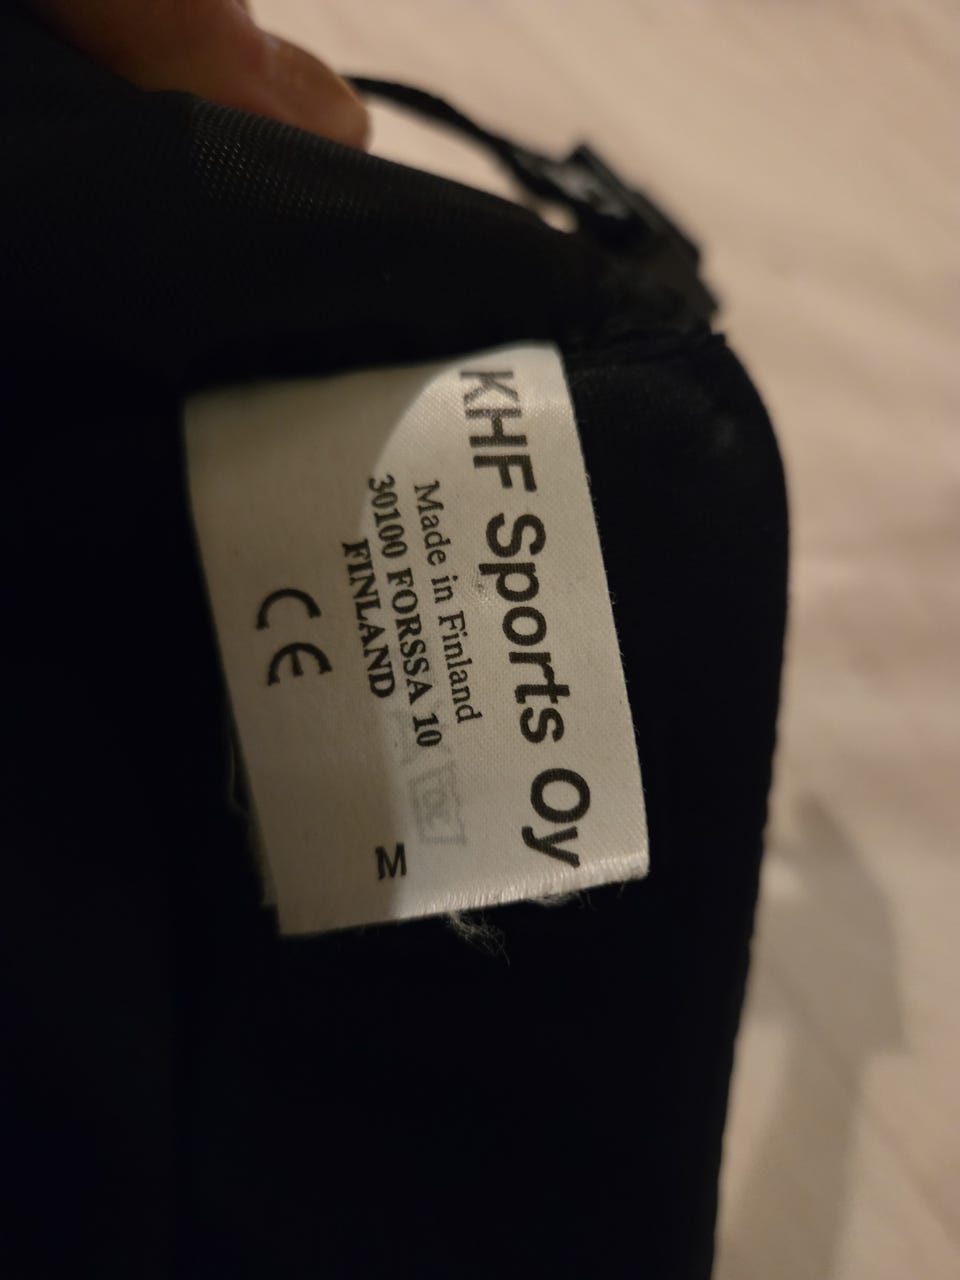 KHF Sports Oy
Made in Finland
30100 FORSSA 10
FINLAND
M
CE